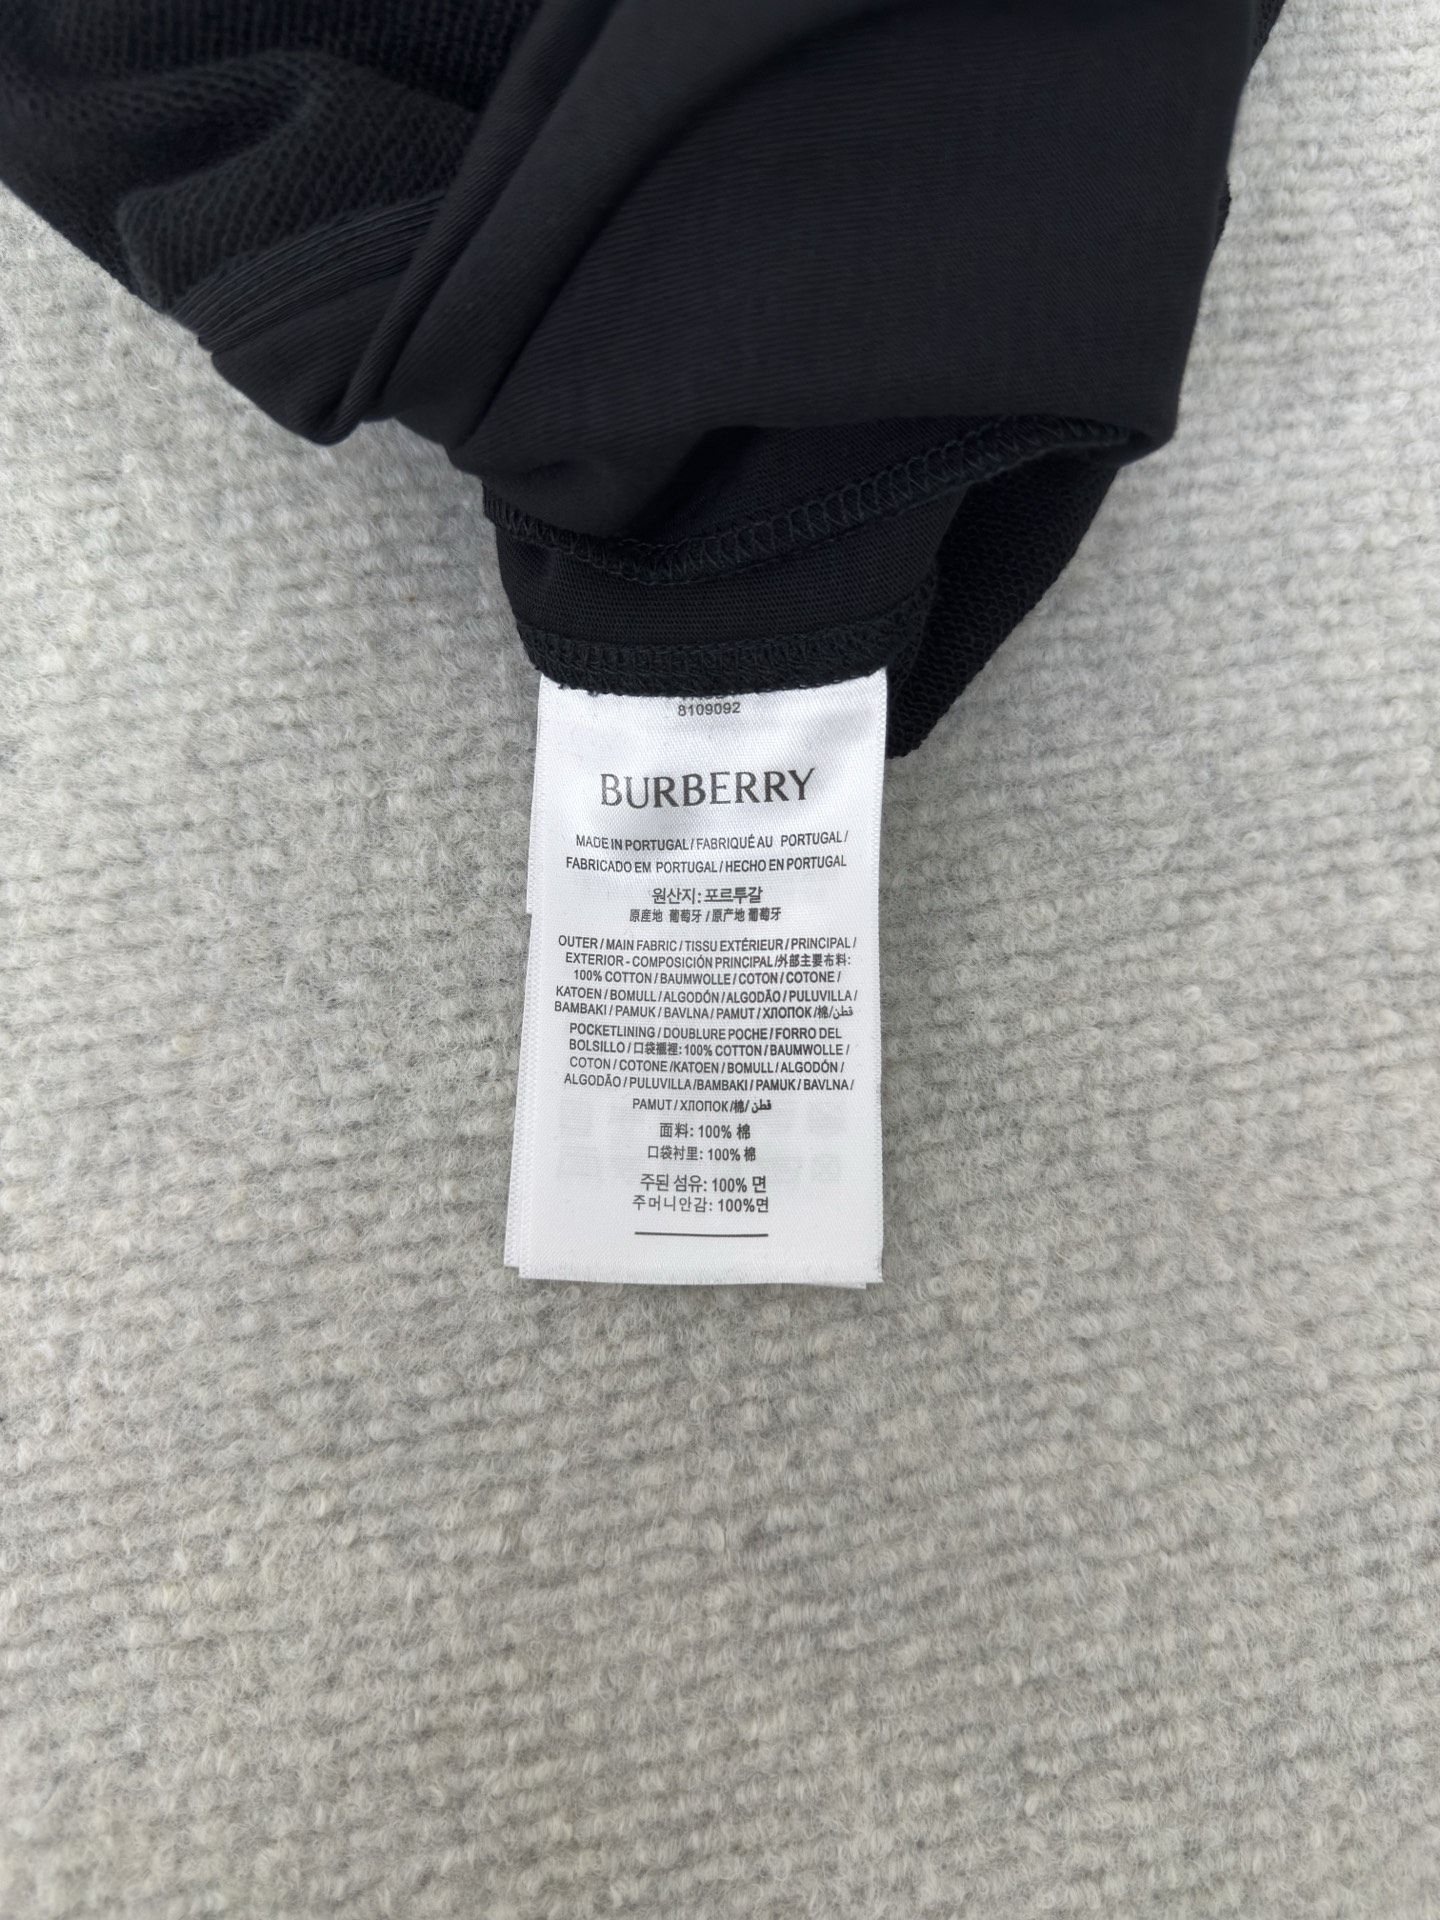 8109092
BURBERRY
MADE IN PORTUGAL / FABRIQUÉ AU PORTUGAL /
FABRICADO EM PORTUGAL / HECHO EN PORTUGAL
원산지: 포르투갈
原産地 葡萄牙 / 原产地 葡萄牙
OUTER / MAIN FABRIC / TISSU EXTÉRIEUR / PRINCIPAL /
EXTERIOR - COMPOSICIÓN PRINCIPAL /外部主要布料:
100% COTTON / BAUMWOLLE / COTON / COTONE /
KATOEN / BOMULL / ALGODÓN / ALGODÃO / PULUVILLA /
BAMBAKI / PAMUK / BAVLNA / PAMUT / ХЛОПОК /棉/ قطن
POCKETLINING / DOUBLURE POCHE / FORRO DEL
BOLSILLO / 口袋襯裡: 100% COTTON / BAUMWOLLE /
COTON / COTONE /KATOEN / BOMULL / ALGODÓN /
ALGODÃO / PULUVILLA /BAMBAKI / PAMUK / BAVLNA /
PAMUT / ХЛОПОК /棉/ قطن
面料: 100% 棉
口袋衬里: 100% 棉
주된 섬유: 100% 면
주머니안감: 100%면